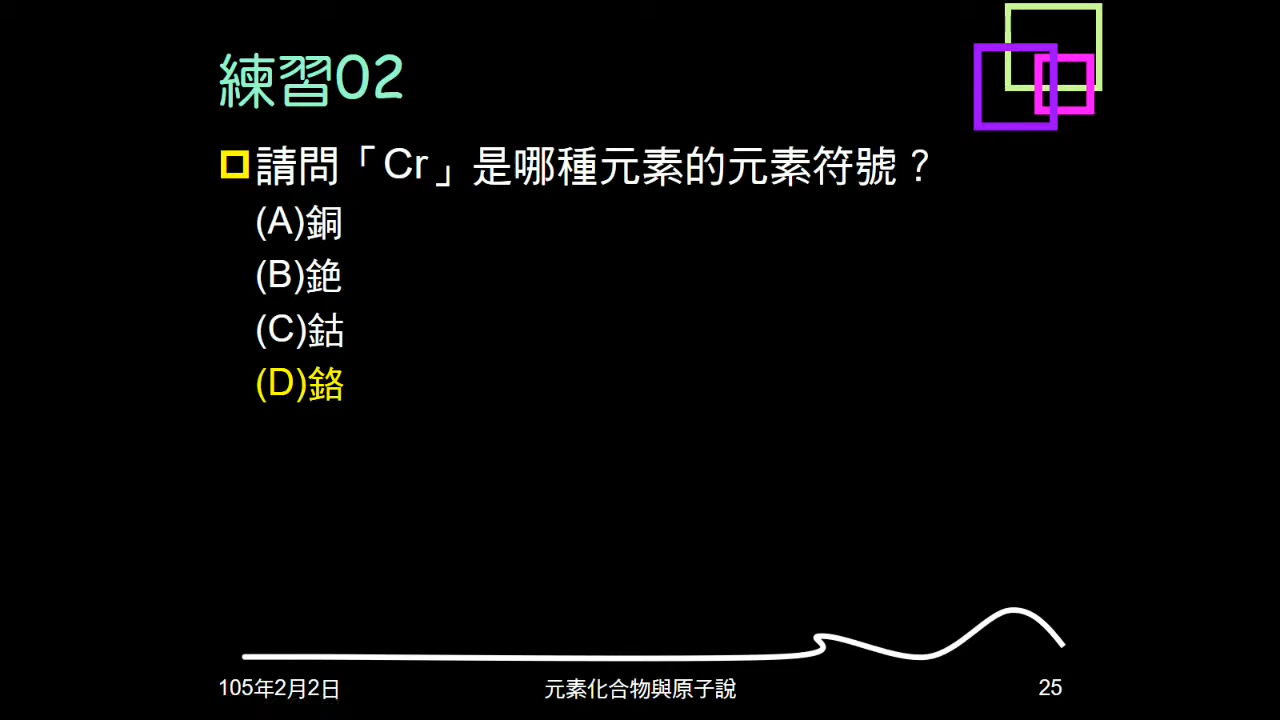 練習02
請問「Cr」是哪種元素的元素符號？
(A)銅
(B)銫
(C)鈷
(D)鉻
105年2月2日
元素化合物與原子說
25